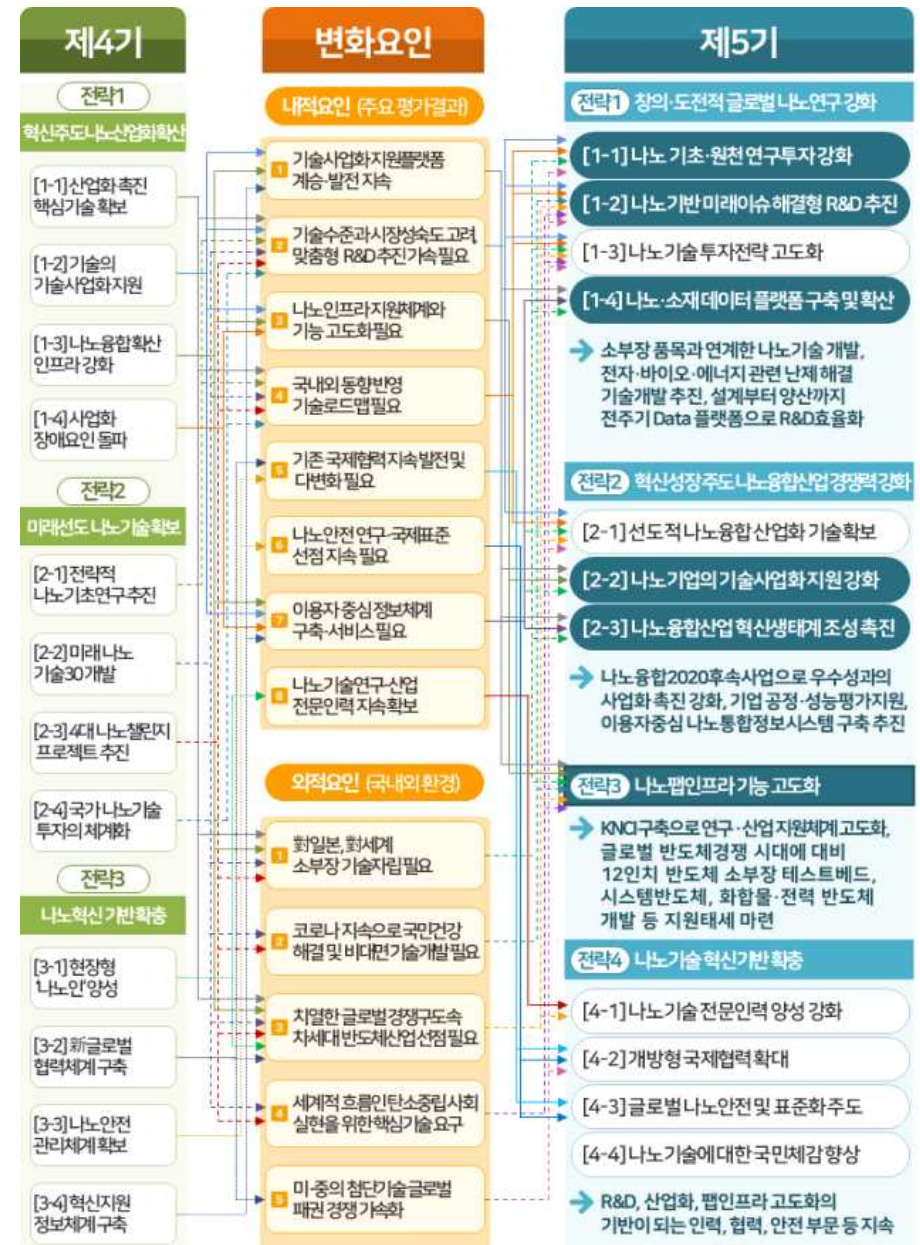 제4기
전략1
혁신주도나노산업화확산
[1-1]산업화 촉진
핵심기술 확보
[1-2]기술의
기술사업화 지원
[1-3]나노융합 확산
인프라 강화
[1-4]사업화
장애요인 돌파
전략2
미래선도 나노기술 확보
[2-1]전략적
나노기초연구 추진
[2-2]미래 나노
기술30 개발
[2-3]4대 나노챌린지
프로젝트 추진
[2-4]국가 나노기술
투자의 체계화
전략3
나노혁신 기반 확충
[3-1]현장형
'나노인'양성
[3-2]新글로벌
협력체계 구축
[3-3]나노안전
관리체계 확보
[3-4]혁신지원
정보체계 구축
변화요인
내적요인 (주요 평가결과)
1 기술사업화 지원플랫폼
계승·발전 지속
2 기술수준과 시장성숙도 고려,
맞춤형 R&D 추진 가속 필요
3 나노인프라 지원체계와
기능 고도화 필요
4 국내외 동향 반영
기술로드맵 필요
5 기존 국제협력 지속 발전 및
다변화 필요
6 나노안전 연구·국제표준
선점 지속 필요
7 이용자 중심 정보체계
구축·서비스 필요
8 나노기술연구·산업
전문인력 지속 확보
외적요인 (국내외 환경)
1 對일본, 對세계
소부장 기술자립 필요
2 코로나 지속으로 국민건강
해결 및 비대면 기술개발 필요
3 치열한 글로벌 경쟁구도 속
차세대 반도체산업 선점 필요
4 세계적 흐름인 탄소중립 사회
실현을 위한 핵심기술 요구
5 미·중의 첨단기술 글로벌
패권 경쟁 가속화
제5기
전략1 창의·도전적 글로벌 나노연구 강화
[1-1]나노 기초·원천 연구투자 강화
[1-2]나노기반 미래이슈 해결형 R&D 추진
[1-3]나노기술 투자전략 고도화
[1-4]나노·소재 데이터 플랫폼 구축 및 확산
소부장 품목과 연계한 나노기술 개발,
전자·바이오·에너지 관련 난제 해결
기술개발 추진, 설계부터 양산까지
전주기 Data 플랫폼으로 R&D효율화
전략2 혁신성장 주도 나노융합산업 경쟁력 강화
[2-1]선도적 나노융합 산업화 기술확보
[2-2]나노기업의 기술사업화 지원 강화
[2-3]나노융합산업 혁신생태계 조성 촉진
나노융합2020후속사업으로 우수성과의
사업화 촉진 강화, 기업 공정·성능평가지원,
이용자중심 나노통합정보시스템 구축 추진
전략3 나노팹인프라 기능 고도화
KNCI구축으로 연구·산업 지원체계 고도화,
글로벌 반도체경쟁 시대에 대비
12인치 반도체 소부장 테스트베드,
시스템반도체, 화합물·전력 반도체
개발 등 지원태세 마련
전략4 나노기술 혁신기반 확충
[4-1]나노기술 전문인력 양성 강화
[4-2]개방형 국제협력 확대
[4-3]글로벌 나노안전 및 표준화 주도
[4-4]나노기술에 대한 국민체감 향상
R&D, 산업화, 팹인프라 고도화의
기반이 되는 인력, 협력, 안전 부문 등 지속